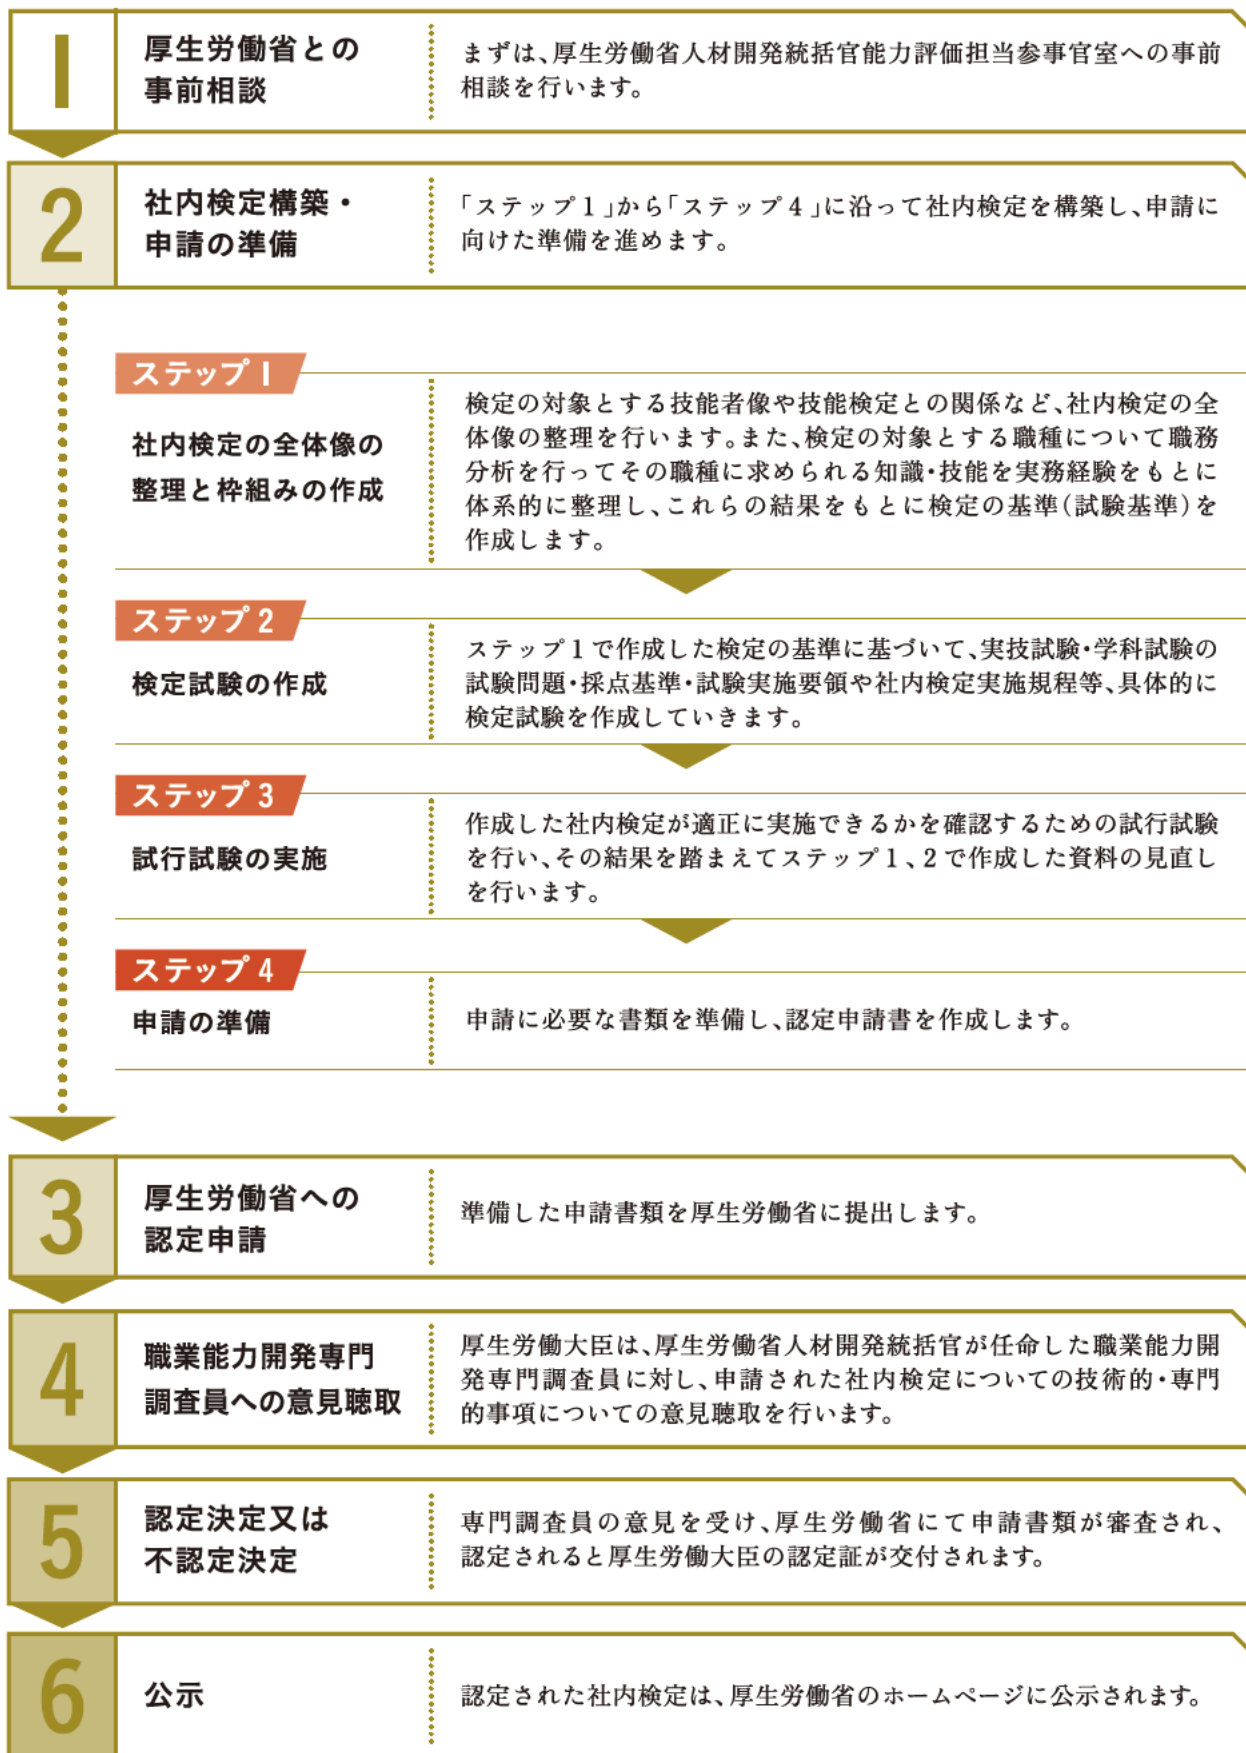 1
厚生労働省との
事前相談
まずは、厚生労働省人材開発統括官能力評価担当参事官室への事前
相談を行います。
2
社内検定構築・
申請の準備
「ステップ1」から「ステップ4」に沿って社内検定を構築し、申請に
向けた準備を進めます。
ステップ1
社内検定の全体像の
整理と枠組みの作成
検定の対象とする技能者像や技能検定との関係など、社内検定の全
体像の整理を行います。また、検定の対象とする職種について職務
分析を行ってその職種に求められる知識・技能を実務経験をもとに
体系的に整理し、これらの結果をもとに検定の基準(試験基準)を
作成します。
ステップ2
検定試験の作成
ステップ1で作成した検定の基準に基づいて、実技試験・学科試験の
試験問題・採点基準・試験実施要領や社内検定実施規程等、具体的に
検定試験を作成していきます。
ステップ3
試行試験の実施
作成した社内検定が適正に実施できるかを確認するための試行試験
を行い、その結果を踏まえてステップ1、2で作成した資料の見直し
を行います。
ステップ4
申請の準備
申請に必要な書類を準備し、認定申請書を作成します。
3
厚生労働省への
認定申請
準備した申請書類を厚生労働省に提出します。
4
職業能力開発専門
調査員への意見聴取
厚生労働大臣は、厚生労働省人材開発統括官が任命した職業能力開
発専門調査員に対し、申請された社内検定についての技術的・専門
的事項についての意見聴取を行います。
5
認定決定又は
不認定決定
専門調査員の意見を受け、厚生労働省にて申請書類が審査され、
認定されると厚生労働大臣の認定証が交付されます。
6
公示
認定された社内検定は、厚生労働省のホームページに公示されます。